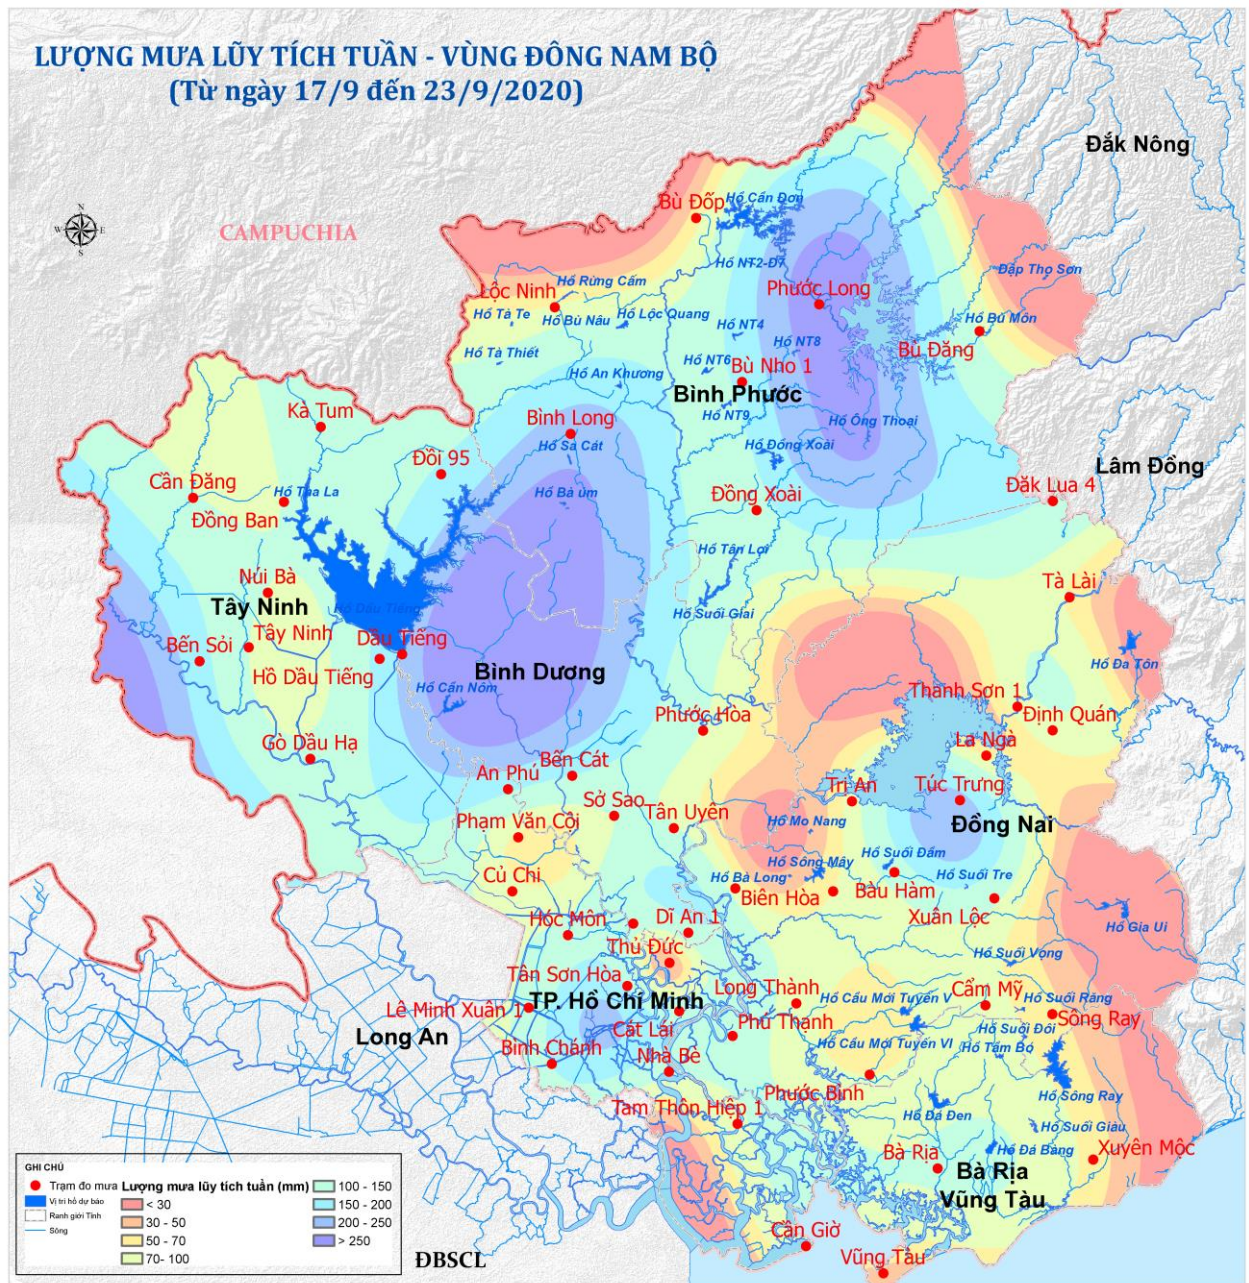 LƯỢNG MƯA LŨY TÍCH TUẦN - VÙNG ĐÔNG NAM BỘ
(Từ ngày 17/9 đến 23/9/2020)
Đắk Nông
N
W E
S
CAMPUCHIA
Bù Đốp
Hồ Cần Đơn
Hồ NT2-Đ7
Đập Thọ Sơn
Hồ Rừng Cấm
Phước Long
Lộc Ninh
Hồ Tà Te
Hồ Bù Nâu
Hồ Lộc Quang
Hồ NT4
Hồ Bù Môn
Hồ Tà Thiết
Hồ NT8
Bù Đăng
Hồ NT6
Bù Nho 1
Hồ An Khương
Bình Phước
Kà Tum
Bình Long
Hồ NT9
Hồ Ông Thoại
Hồ Sa Cát
Hồ Đồng Xoài
Đồi 95
Lâm Đồng
Cần Đăng
Hồ Tha La
Hồ Bà úm
Đồng Xoài
Đăk Lua 4
Đồng Ban
Hồ Tân Lợi
Núi Bà
Tà Lài
Tây Ninh
Hồ Dầu Tiếng
Hồ Suối Giai
Bến Sỏi
Tây Ninh
Dầu Tiếng
Hồ Dầu Tiếng
Bình Dương
Hồ Đa Tôn
Hồ Cần Nôm
Thanh Sơn 1
Phước Hòa
Định Quán
Gò Dầu Hạ
La Ngà
Bến Cát
An Phú
Trị An
Túc Trưng
Sở Sao
Tân Uyên
Phạm Văn Cội
Hồ Mo Nang
Đồng Nai
Củ Chi
Hồ Sông Mây
Hồ Suối Đầm
Hồ Bà Long
Biên Hòa
Bàu Hàm
Hồ Suối Tre
Xuân Lộc
Hóc Môn
Dĩ An 1
Hồ Gia Ui
Thủ Đức
Hồ Suối Vọng
Tân Sơn Hòa
Long Thành
Cẩm Mỹ
TP. Hồ Chí Minh
Hồ Cầu Mới Tuyến V
Hồ Suối Ràng
Lê Minh Xuân 1
Sông Ray
Long An
Cát Lái
Phú Thạnh
Hồ Suối Đôi
Bình Chánh
Nhà Bè
Hồ Cầu Mới Tuyến VI
Hồ Tầm Bó
Phước Bình
Hồ Sông Ray
Tam Thôn Hiệp 1
Hồ Đá Đen
Hồ Suối Giàu
Bà Rịa
Hồ Đá Bàng
Xuyên Mộc
Bà Rịa
Vũng Tàu
Cần Giờ
Vũng Tàu
ĐBSCL
GHI CHÚ
Trạm đo mưa
Vị trí hồ dự báo
Ranh giới Tỉnh
Sông
Lượng mưa lũy tích tuần (mm)
< 30
30 - 50
50 - 70
70- 100
100 - 150
150 - 200
200 - 250
> 250